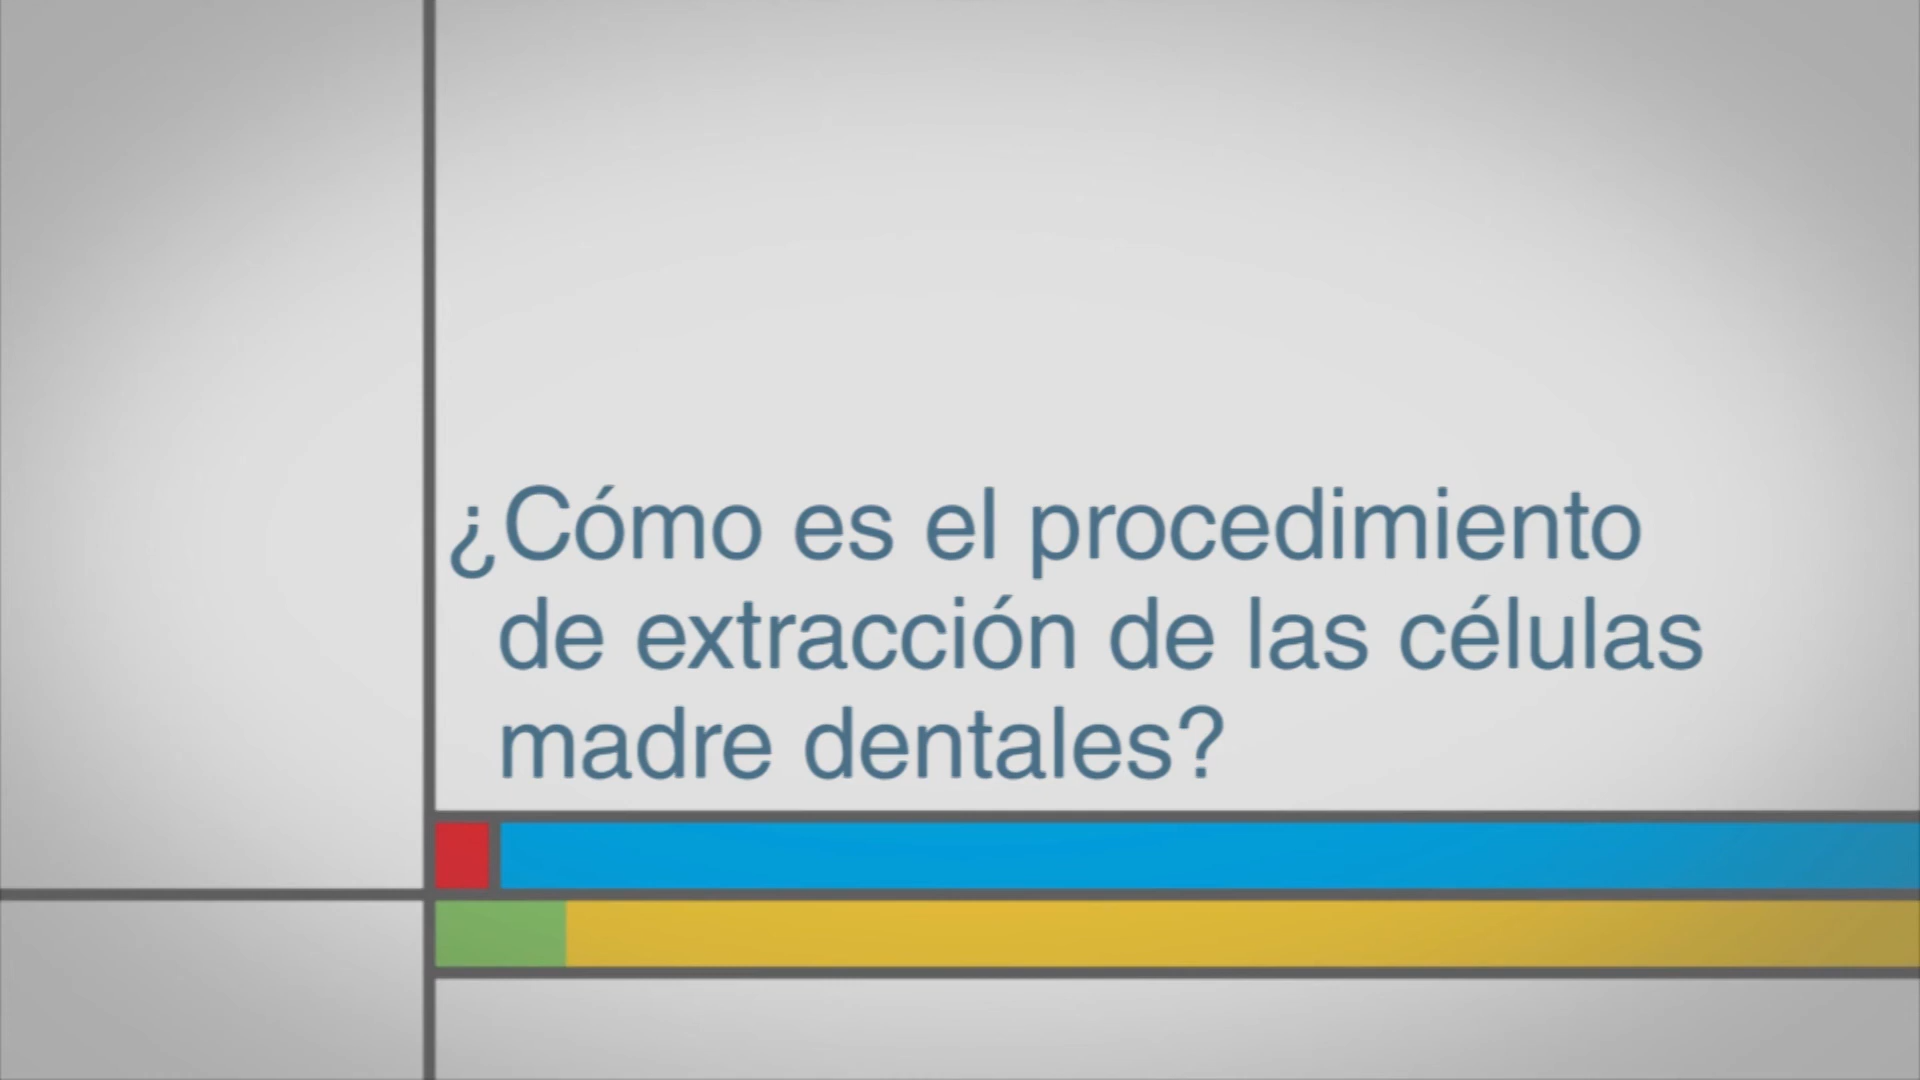 ¿Cómo es el procedimiento
de extracción de las células
madre dentales?